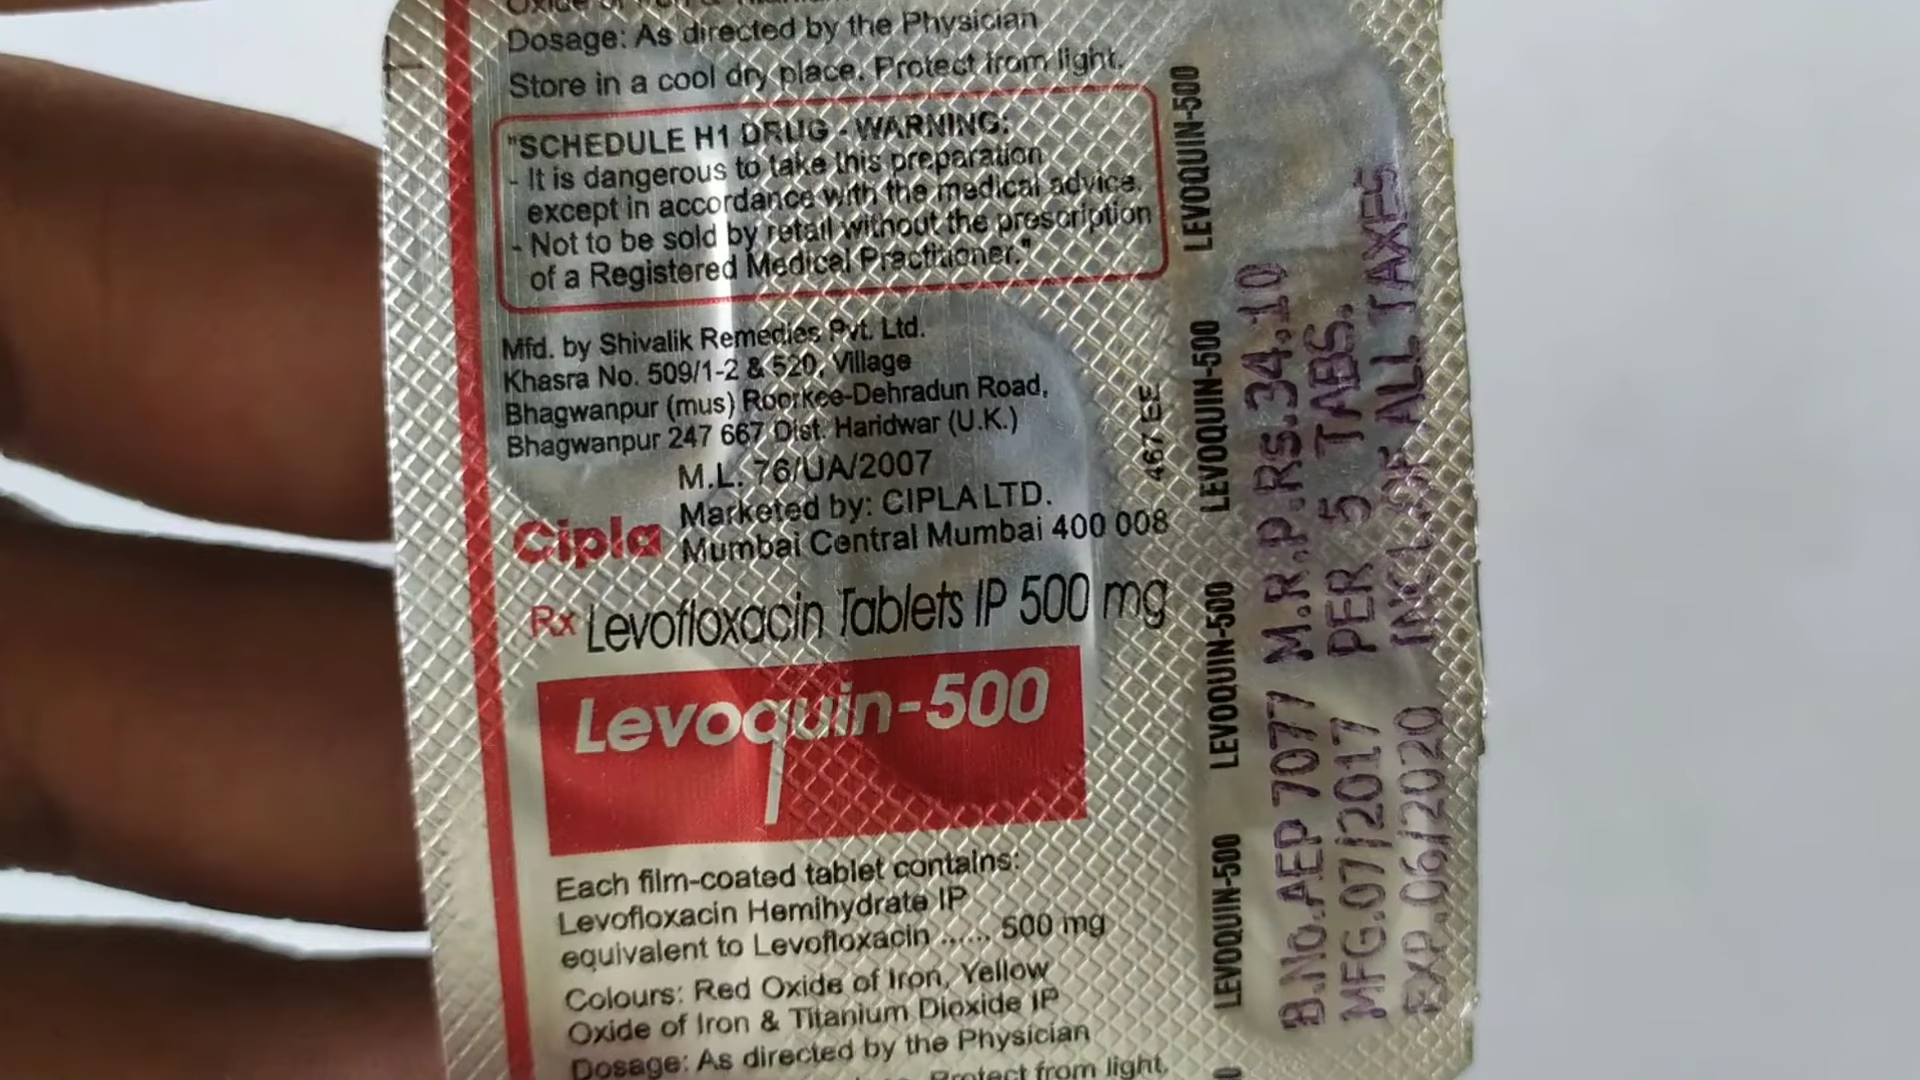 Dosage: As directed by the Physician
Store in a cool dry place. Protect from light.
"SCHEDULE H1 DRUG - WARNING:
- It is dangerous to take this preparation
except in accordance with the medical advice.
- Not to be sold by retail without the prescription
of a Registered Medical Practitioner."
Mfd. by Shivalik Remedies Pvt. Ltd.
Khasra No. 509/1-2 & 520, Village
Bhagwanpur (mus) Roorkee-Dehradun Road,
Bhagwanpur 247 667 Dist. Haridwar (U.K.)
M.L. 76/UA/2007
Cipla
Marketed by: CIPLA LTD.
Mumbai Central Mumbai 400 008
Rx Levofloxacin Tablets IP 500 mg
Levoquin-500
Each film-coated tablet contains:
Levofloxacin Hemihydrate IP
equivalent to Levofloxacin ...... 500 mg
Colours: Red Oxide of Iron, Yellow
Oxide of Iron & Titanium Dioxide IP
Dosage: As directed by the Physician
Protect from light.
467 EE
LEVOQUIN-500
LEVOQUIN-500
LEVOQUIN-500
LEVOQUIN-500
B.No.AEP 7077 M.R.P.Rs.34.10
MFG.07/2017 PER 5 TABS.
EXP.06/2020 INCL.OF ALL TAXES